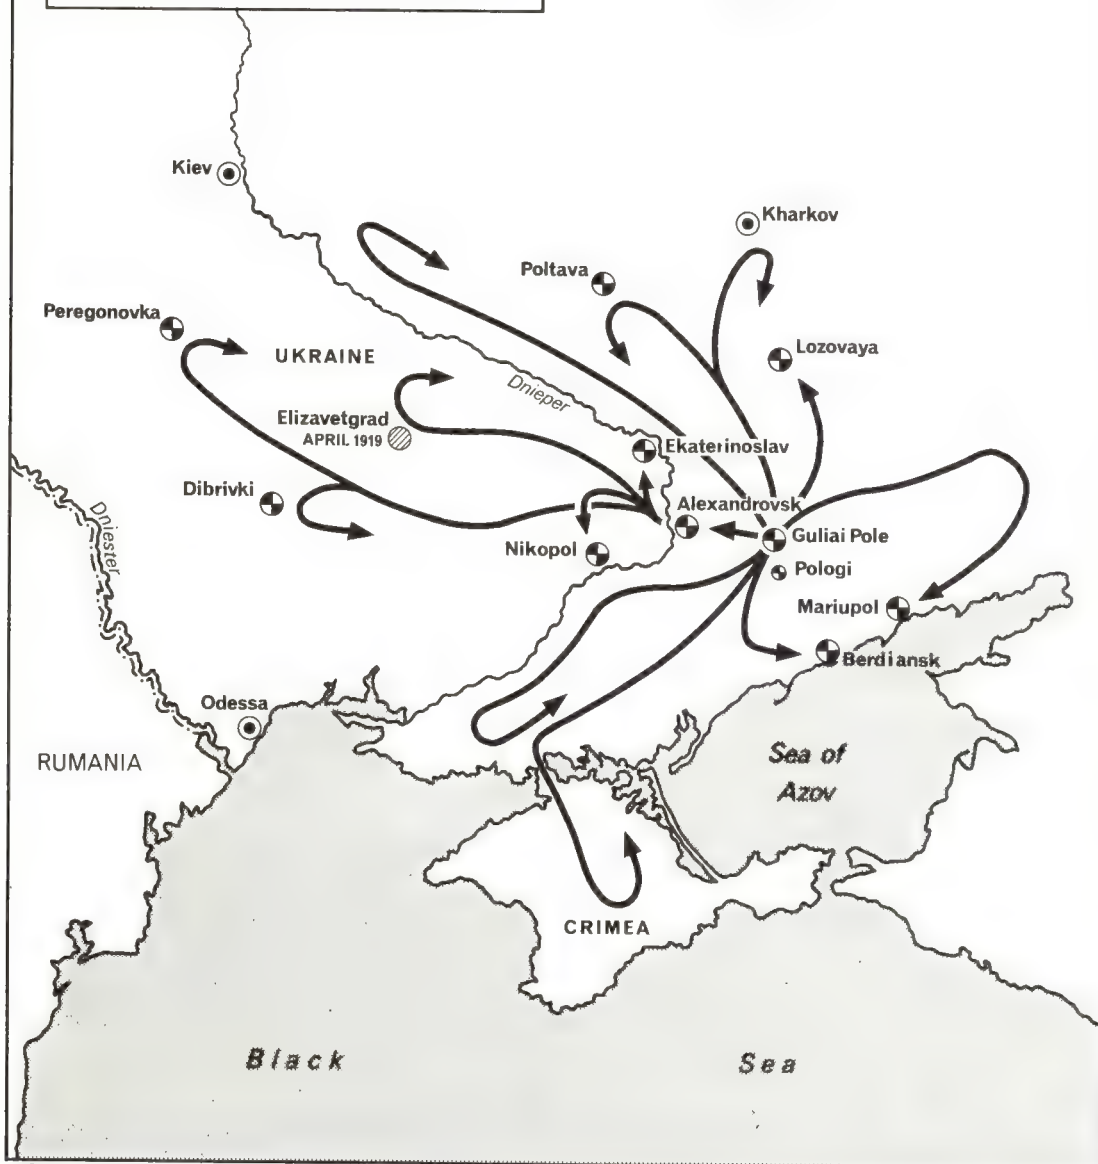 Kiev
Kharkov
Poltava
Peregonovka
Lozovaya
UKRAINE
Dnieper
Elizavetgrad
APRIL 1919
Ekaterinoslav
Dibrivki
Alexandrovsk
Dniester
Guliai Pole
Nikopol
Pologi
Mariupol
Berdiansk
Odessa
RUMANIA
Sea of
Azov
CRIMEA
Black Sea